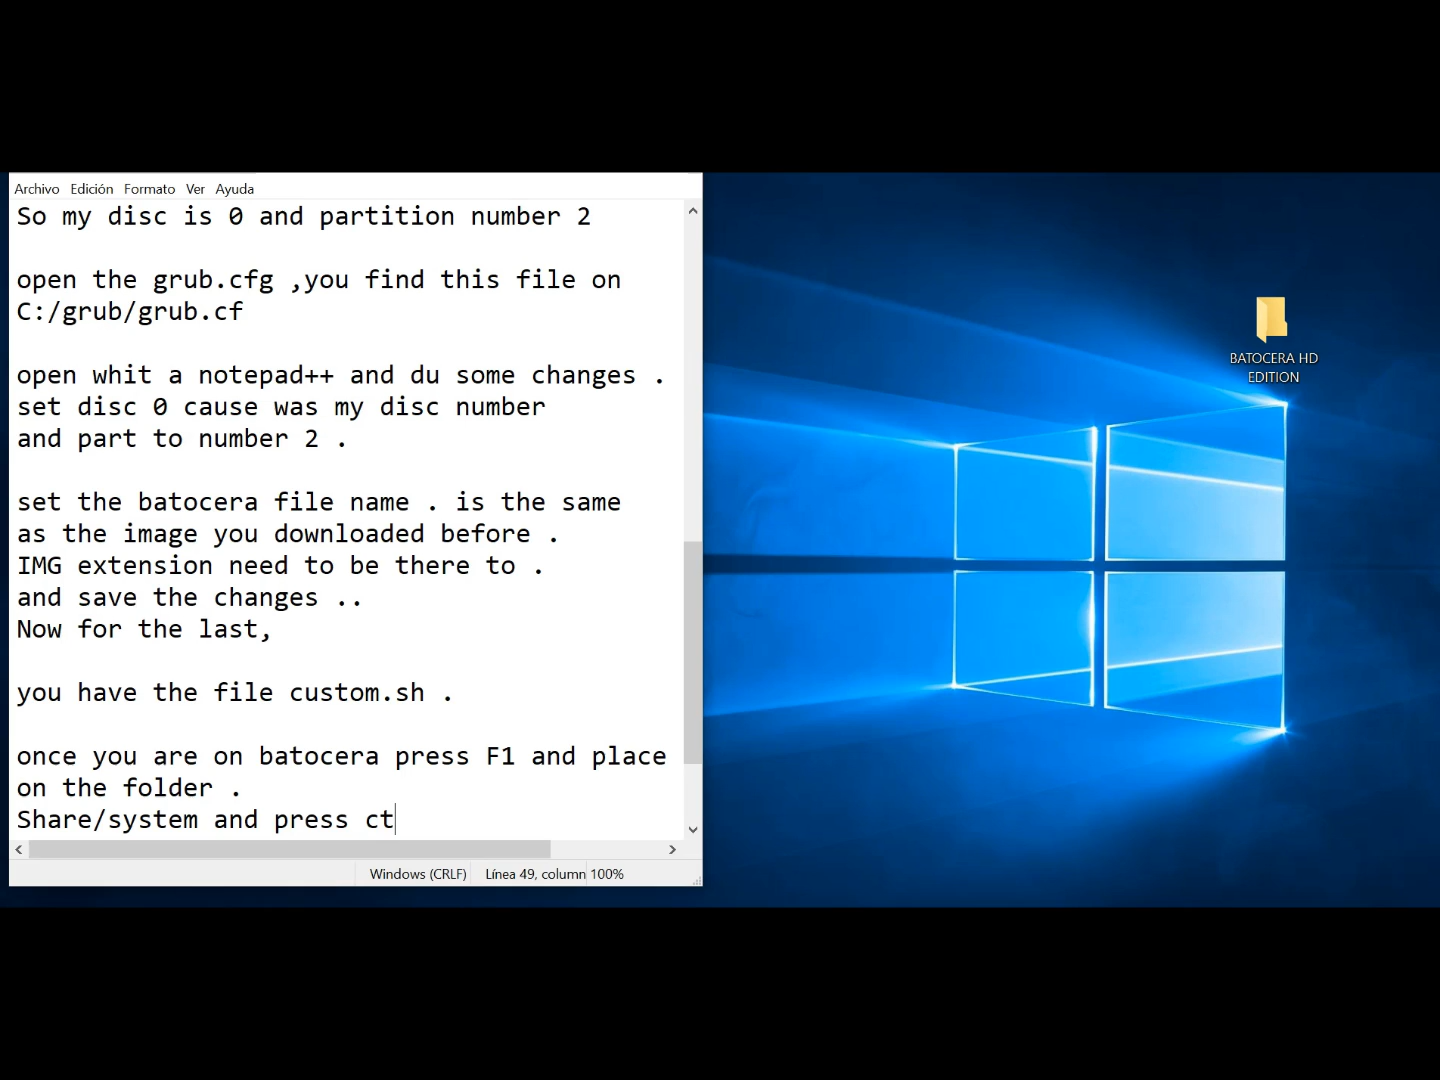 Archivo Edición Formato Ver Ayuda
So my disc is 0 and partition number 2
open the grub.cfg ,you find this file on
C:/grub/grub.cf
open whit a notepad++ and du some changes .
set disc 0 cause was my disc number
and part to number 2 .
set the batocera file name . is the same
as the image you downloaded before .
IMG extension need to be there to .
and save the changes ..
Now for the last,
you have the file custom.sh .
once you are on batocera press F1 and place
on the folder .
Share/system and press ct
Windows (CRLF) Línea 49, column 100%
BATOCERA HD
EDITION